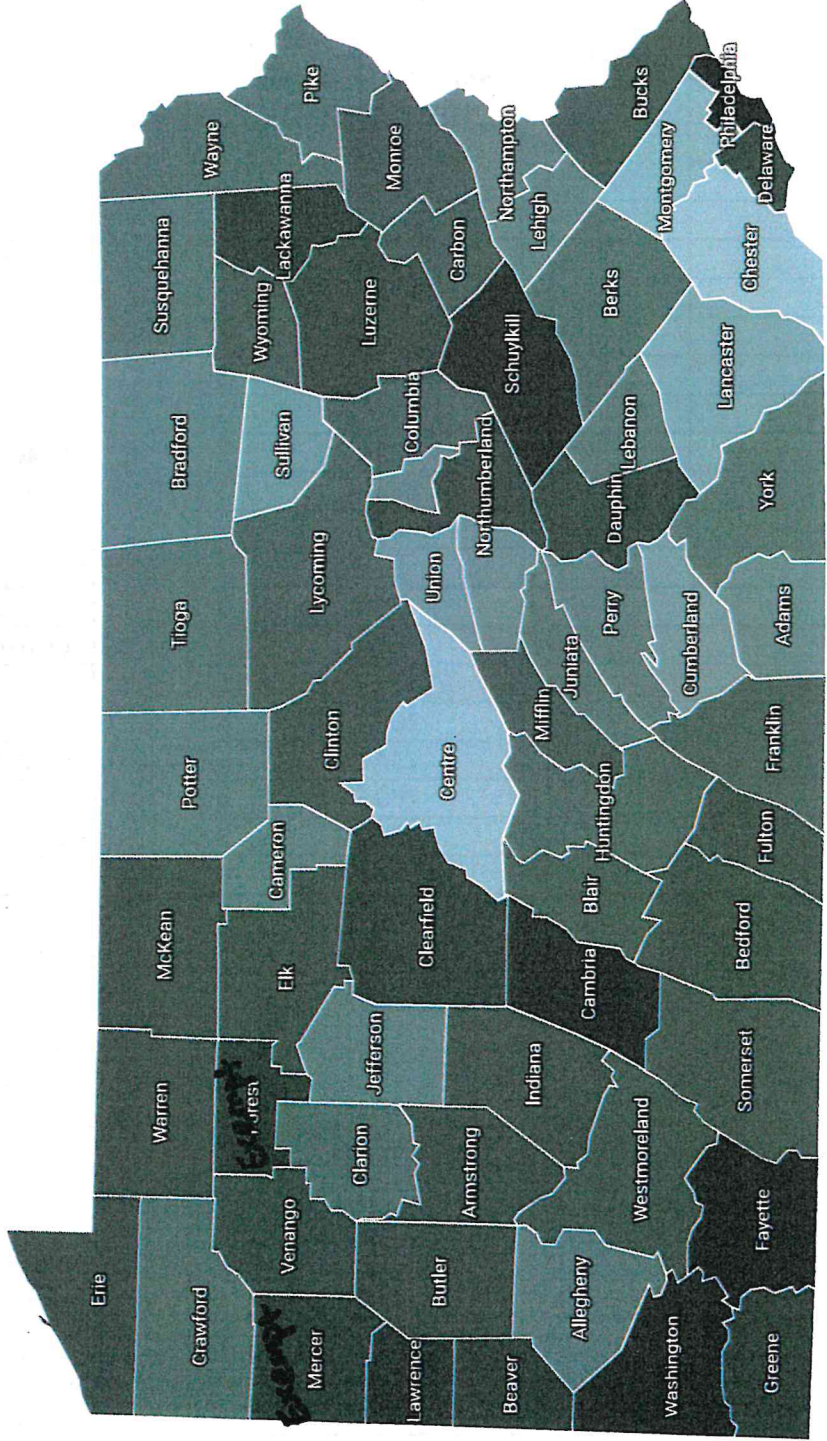 Erie
Crawford
Warren
McKean
Potter
Tioga
Bradford
Susquehanna
Wayne
Pike
Exempt
Mercer
Venango
Exempt
Forest
Elk
Cameron
Clinton
Lycoming
Sullivan
Wyoming
Lackawanna
Monroe
Lawrence
Butler
Clarion
Jefferson
Clearfield
Centre
Union
Columbia
Luzerne
Carbon
Northampton
Beaver
Armstrong
Indiana
Mifflin
Northumberland
Schuylkill
Lehigh
Allegheny
Westmoreland
Cambria
Blair
Huntingdon
Juniata
Perry
Dauphin
Lebanon
Berks
Montgomery
Bucks
Washington
Greene
Fayette
Somerset
Bedford
Fulton
Franklin
Cumberland
Adams
York
Lancaster
Chester
Delaware
Philadelphia